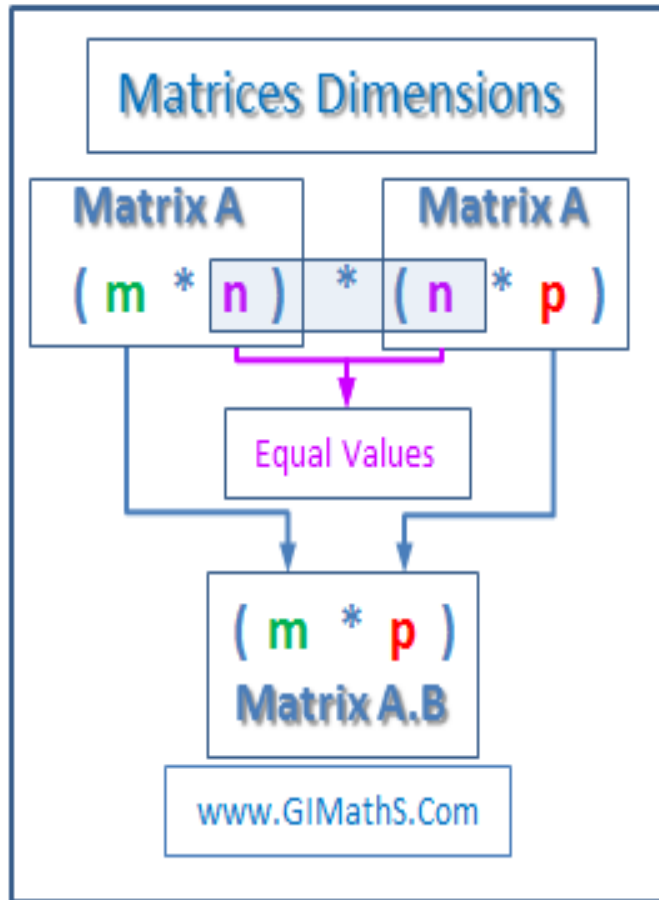 Matrices Dimensions
Matrix A Matrix A
( m * n ) * ( n * p )
Equal Values
( m * p )
Matrix A.B
www.GIMathS.Com